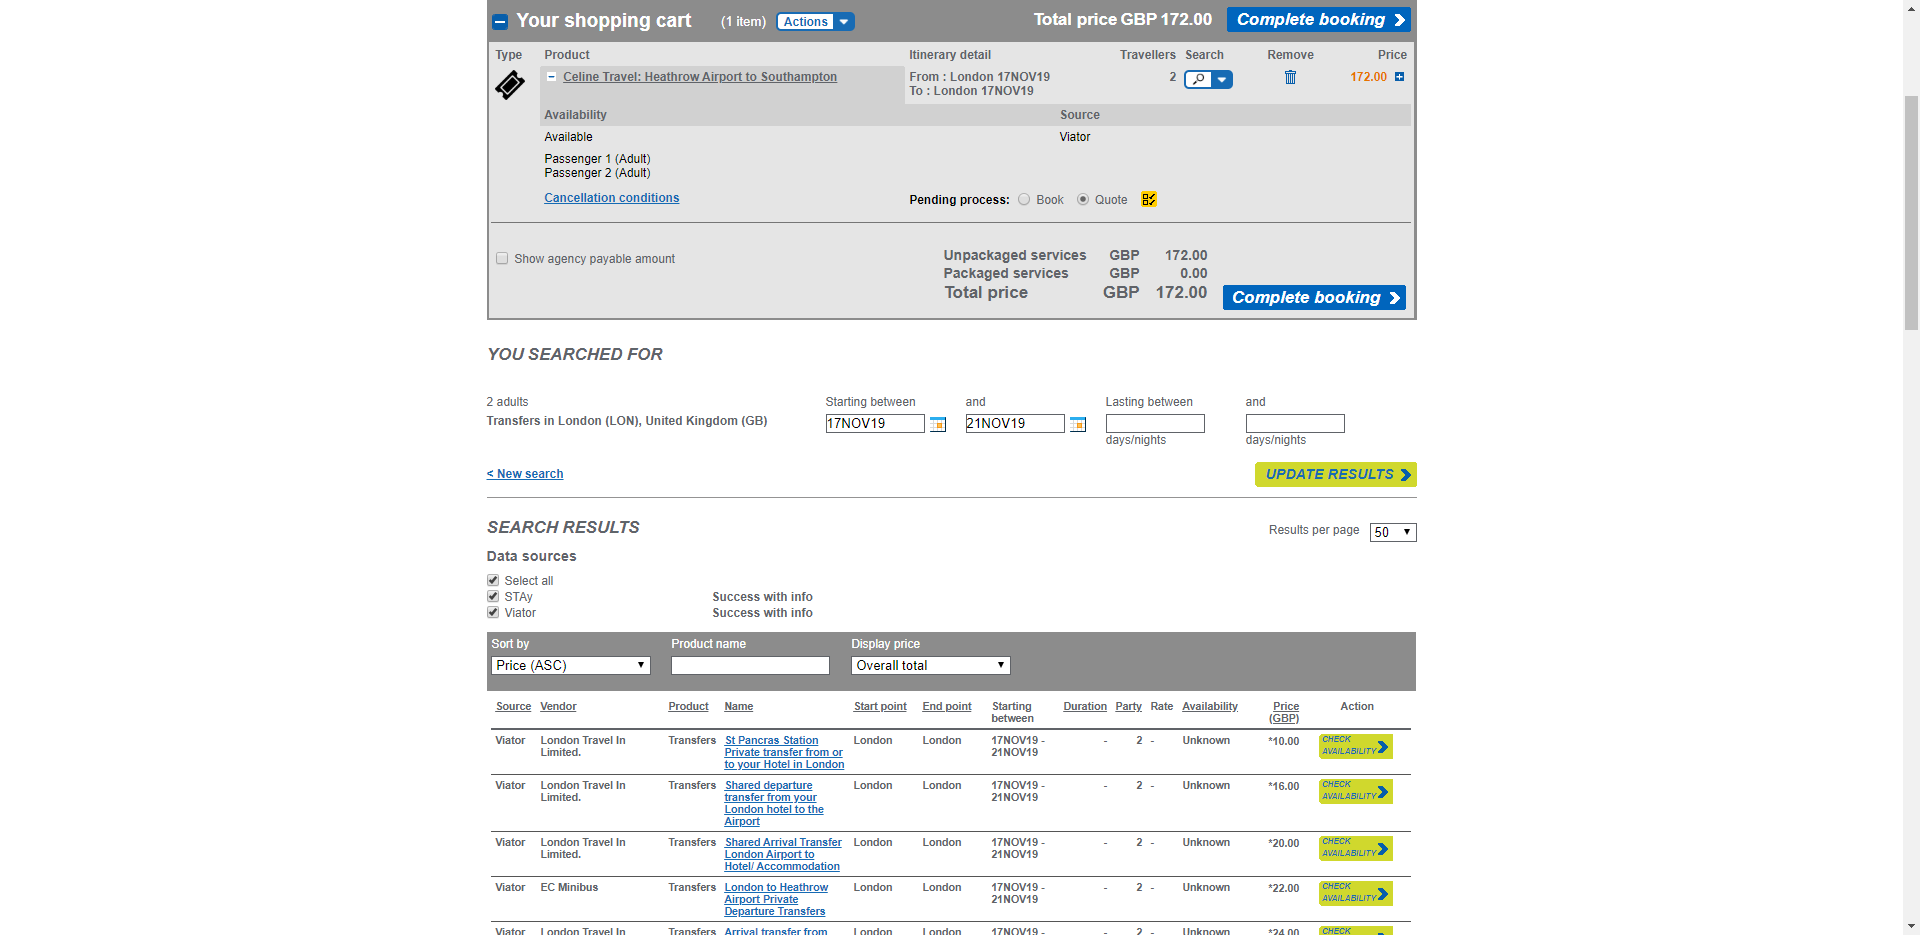 Your shopping cart (1 item) Actions Total price GBP 172.00 Complete booking
Type Product Itinerary detail Travellers Search Remove Price
Celine Travel: Heathrow Airport to Southampton From : London 17NOV19 2 172.00
To : London 17NOV19
Availability Source
Available Viator
Passenger 1 (Adult)
Passenger 2 (Adult)
Cancellation conditions Pending process: Book Quote
Show agency payable amount
Unpackaged services GBP 172.00
Packaged services GBP 0.00
Total price GBP 172.00 Complete booking
YOU SEARCHED FOR
2 adults Starting between and Lasting between and
Transfers in London (LON), United Kingdom (GB) 17NOV19 21NOV19
days/nights days/nights
< New search UPDATE RESULTS
SEARCH RESULTS Results per page 50
Data sources
Select all
STAy Success with info
Viator Success with info
Sort by Product name Display price
Price (ASC) Overall total
Source Vendor Product Name Start point End point Starting Duration Party Rate Availability Price Action
between (GBP)
Viator London Travel In Transfers St Pancras Station London London 17NOV19 - - 2 - Unknown *10.00 CHECK
Limited. Private transfer from or 21NOV19 AVAILABILITY
to your Hotel in London
Viator London Travel In Transfers Shared departure London London 17NOV19 - - 2 - Unknown *16.00 CHECK
Limited. transfer from your 21NOV19 AVAILABILITY
London hotel to the
Airport
Viator London Travel In Transfers Shared Arrival Transfer London London 17NOV19 - - 2 - Unknown *20.00 CHECK
Limited. London Airport to 21NOV19 AVAILABILITY
Hotel/ Accommodation
Viator EC Minibus Transfers London to Heathrow London London 17NOV19 - - 2 - Unknown *22.00 CHECK
Airport Private 21NOV19 AVAILABILITY
Departure Transfers
Viator London Travel In Transfers Arrival transfer from London London 17NOV19 - - 2 - Unknown *24.00 CHECK